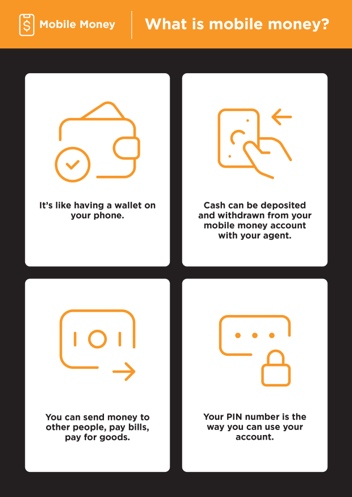 Mobile Money
What is mobile money?
It's like having a wallet on
your phone.
Cash can be deposited
and withdrawn from your
mobile money account
with your agent.
You can send money to
other people, pay bills,
pay for goods.
Your PIN number is the
way you can use your
account.